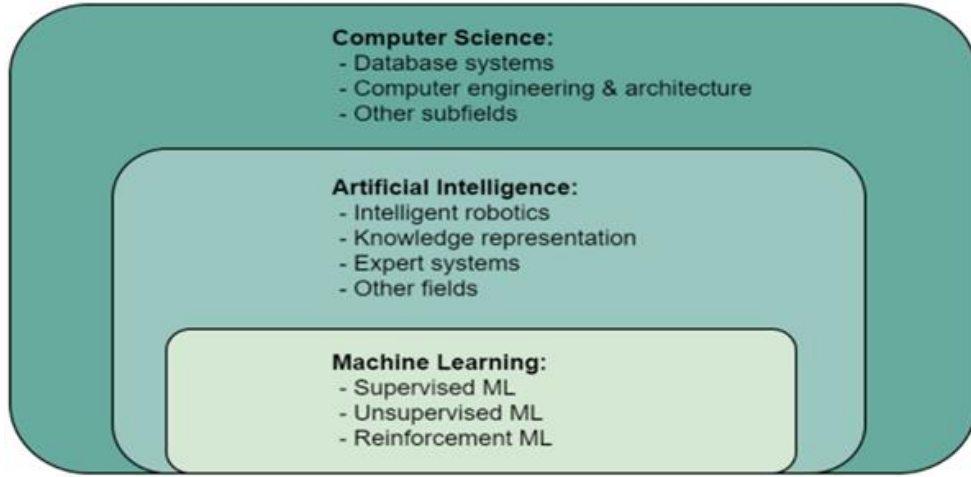 Computer Science:
- Database systems
- Computer engineering & architecture
- Other subfields
Artificial Intelligence:
- Intelligent robotics
- Knowledge representation
- Expert systems
- Other fields
Machine Learning:
- Supervised ML
- Unsupervised ML
- Reinforcement ML